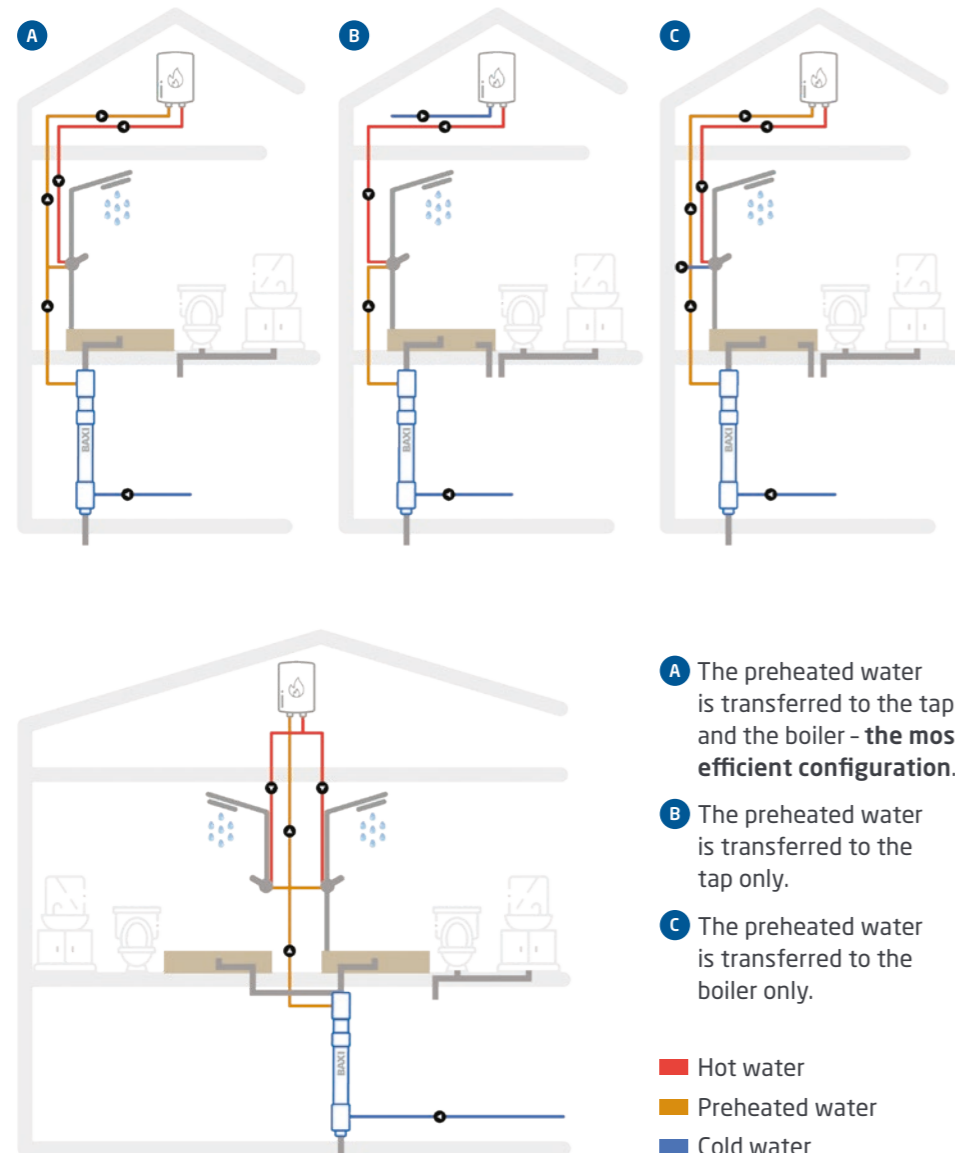 A
B
C
BAXI
BAXI
BAXI
BAXI
A The preheated water
is transferred to the tap
and the boiler – the mos
efficient configuration.
B The preheated water
is transferred to the
tap only.
C The preheated water
is transferred to the
boiler only.
Hot water
Preheated water
Cold water